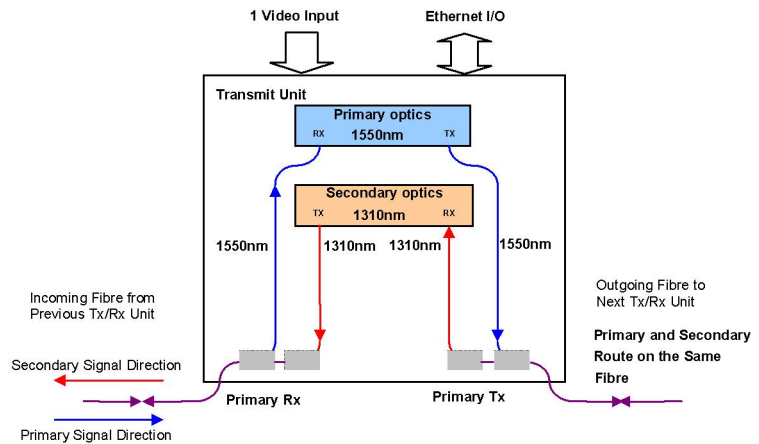 1 Video Input
Ethernet I/O
Transmit Unit
Primary optics
RX 1550nm TX
Secondary optics
TX 1310nm RX
1550nm
1310nm
1310nm
1550nm
Incoming Fibre from
Previous Tx/Rx Unit
Outgoing Fibre to
Next Tx/Rx Unit
Primary and Secondary
Route on the Same
Fibre
Secondary Signal Direction
Primary Rx
Primary Tx
Primary Signal Direction